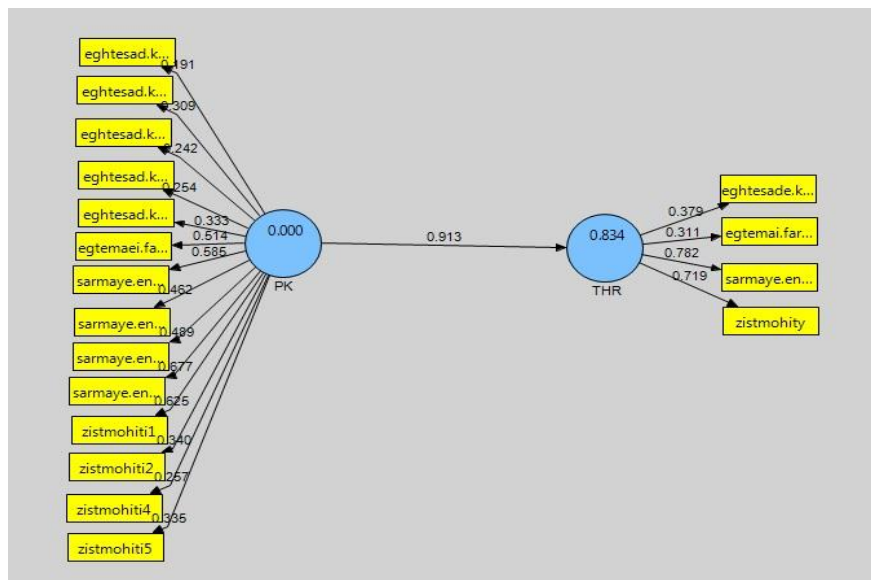 eghtesad.k...
0.191
eghtesad.k...
0.309
eghtesad.k...
0.242
eghtesad.k...
0.254
eghtesad.k...
0.333
egtemaei.fa...
0.514
sarmaye.en...
0.585
sarmaye.en...
0.462
sarmaye.en...
0.489
sarmaye.en...
0.677
zistmohiti1
0.625
zistmohiti2
0.340
zistmohiti4
0.257
zistmohiti5
0.335
0.000
PK
0.913
0.834
THR
0.379
eghtesade.k...
0.311
egtemai.far...
0.782
sarmaye.en...
0.719
zistmohity